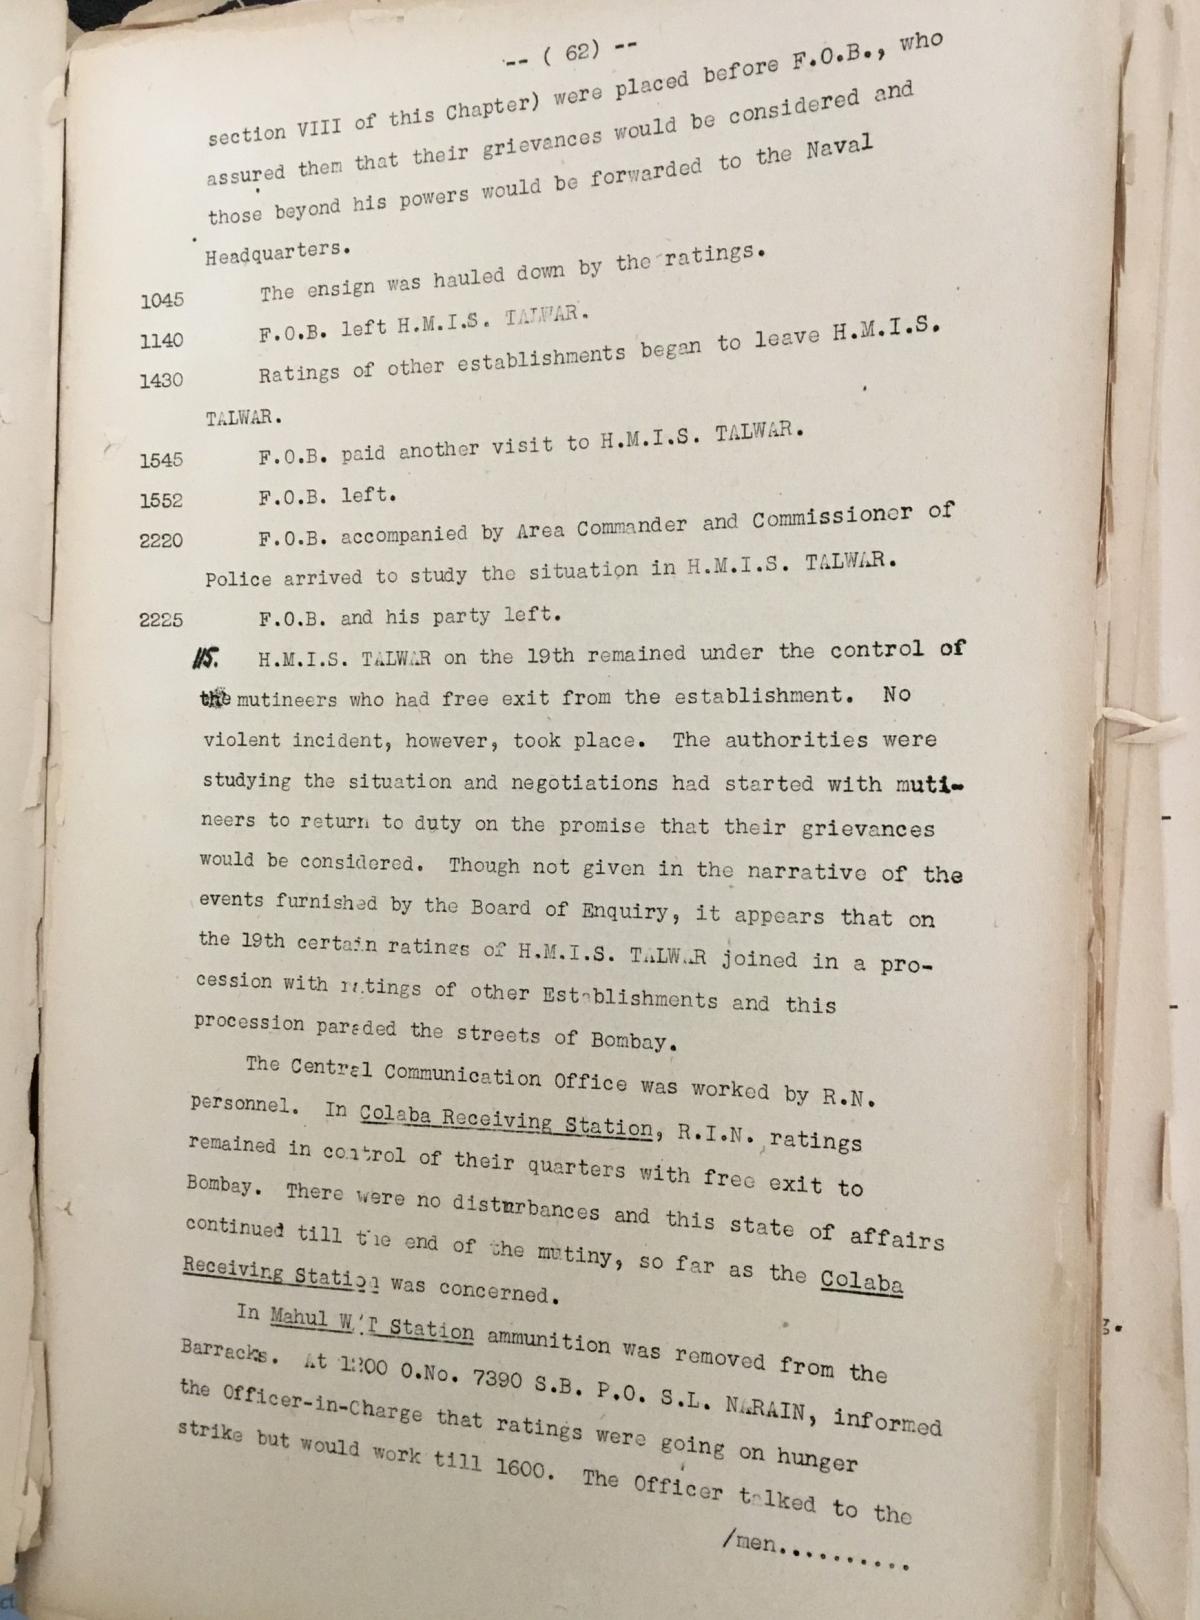 -- ( 62) --
section VIII of this Chapter) were placed before F.O.B., who
assured them that their grievances would be considered and
those beyond his powers would be forwarded to the Naval
Headquarters.
1045 The ensign was hauled down by the ratings.
1140 F.O.B. left H.M.I.S. TALWAR.
1430 Ratings of other establishments began to leave H.M.I.S.
TALWAR.
1545 F.O.B. paid another visit to H.M.I.S. TALWAR.
1552 F.O.B. left.
2220 F.O.B. accompanied by Area Commander and Commissioner of
Police arrived to study the situation in H.M.I.S. TALWAR.
2225 F.O.B. and his party left.
115. H.M.I.S. TALWAR on the 19th remained under the control of
the mutineers who had free exit from the establishment. No
violent incident, however, took place. The authorities were
studying the situation and negotiations had started with muti-
neers to return to duty on the promise that their grievances
would be considered. Though not given in the narrative of the
events furnished by the Board of Enquiry, it appears that on
the 19th certain ratings of H.M.I.S. TALWAR joined in a pro-
cession with ratings of other Establishments and this
procession paraded the streets of Bombay.
The Central Communication Office was worked by R.N.
personnel. In Colaba Receiving Station, R.I.N. ratings
remained in control of their quarters with free exit to
Bombay. There were no disturbances and this state of affairs
continued till the end of the mutiny, so far as the Colaba
Receiving Station was concerned.
In Mahul W/T Station ammunition was removed from the
Barracks. At O.No. 7390 S.B. P.O. S.L. NARAIN, informed
the Officer-in-Charge that ratings were going on hunger
strike but would work till 1600. The Officer talked to the
/men..........